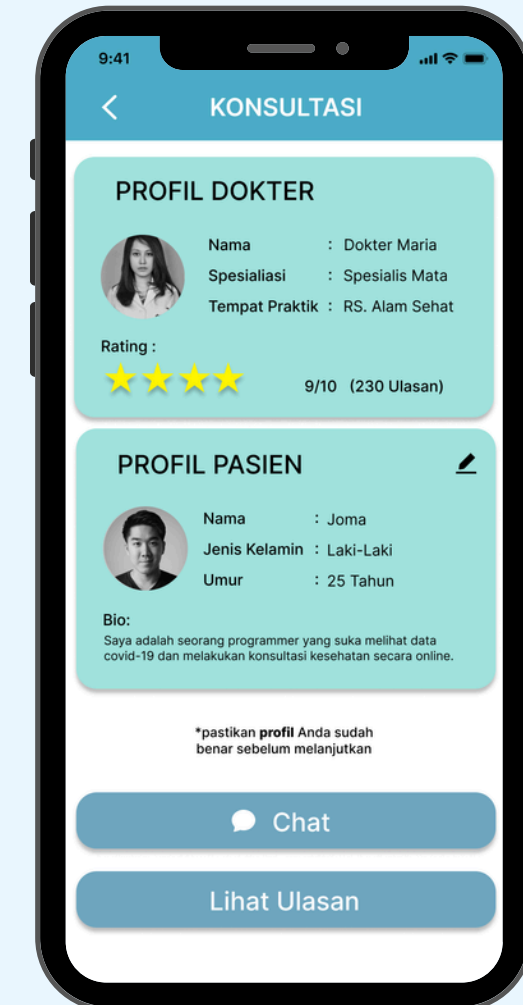 9:41
KONSULTASI
PROFIL DOKTER
Nama : Dokter Maria
Spesialiasi : Spesialis Mata
Tempat Praktik : RS. Alam Sehat
Rating :
9/10 (230 Ulasan)
PROFIL PASIEN
Nama : Joma
Jenis Kelamin : Laki-Laki
Umur : 25 Tahun
Bio:
Saya adalah seorang programmer yang suka melihat data
covid-19 dan melakukan konsultasi kesehatan secara online.
*pastikan profil Anda sudah
benar sebelum melanjutkan
Chat
Lihat Ulasan